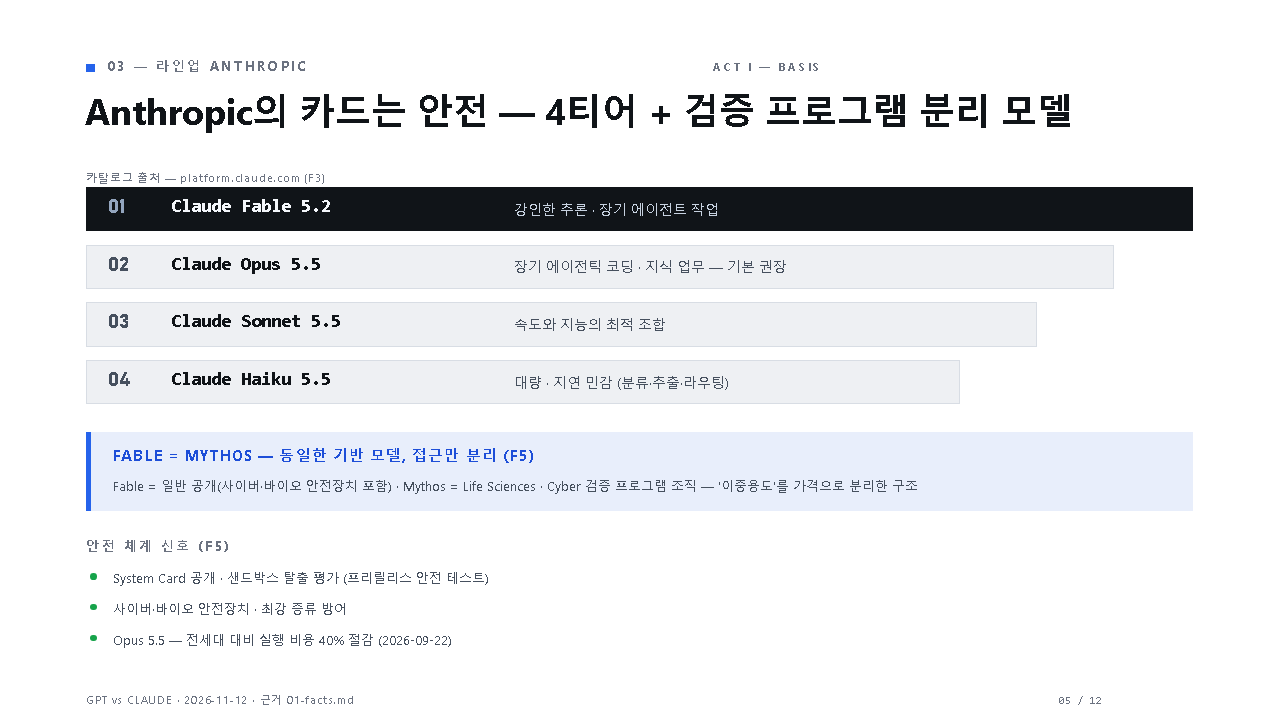 03 — 라인업 ANTHROPIC
ACT I — BASIS
Anthropic의 카드는 안전 — 4티어 + 검증 프로그램 분리 모델
카탈로그 출처 — platform.claude.com (F3)
01 Claude Fable 5.2 강인한 추론 · 장기 에이전트 작업
02 Claude Opus 5.5 장기 에이전틱 코딩 · 지식 업무 — 기본 권장
03 Claude Sonnet 5.5 속도와 지능의 최적 조합
04 Claude Haiku 5.5 대량 · 지연 민감 (분류·추출·라우팅)
FABLE = MYTHOS — 동일한 기반 모델, 접근만 분리 (F5)
Fable = 일반 공개(사이버·바이오 안전장치 포함) · Mythos = Life Sciences · Cyber 검증 프로그램 조직 — '이중용도'를 가격으로 분리한 구조
안전 체계 신호 (F5)
System Card 공개 · 샌드박스 탈출 평가 (프리릴리스 안전 테스트)
사이버·바이오 안전장치 · 최강 증류 방어
Opus 5.5 — 전세대 대비 실행 비용 40% 절감 (2026-09-22)
GPT vs CLAUDE · 2026-11-12 · 근거 01-facts.md
05 / 12